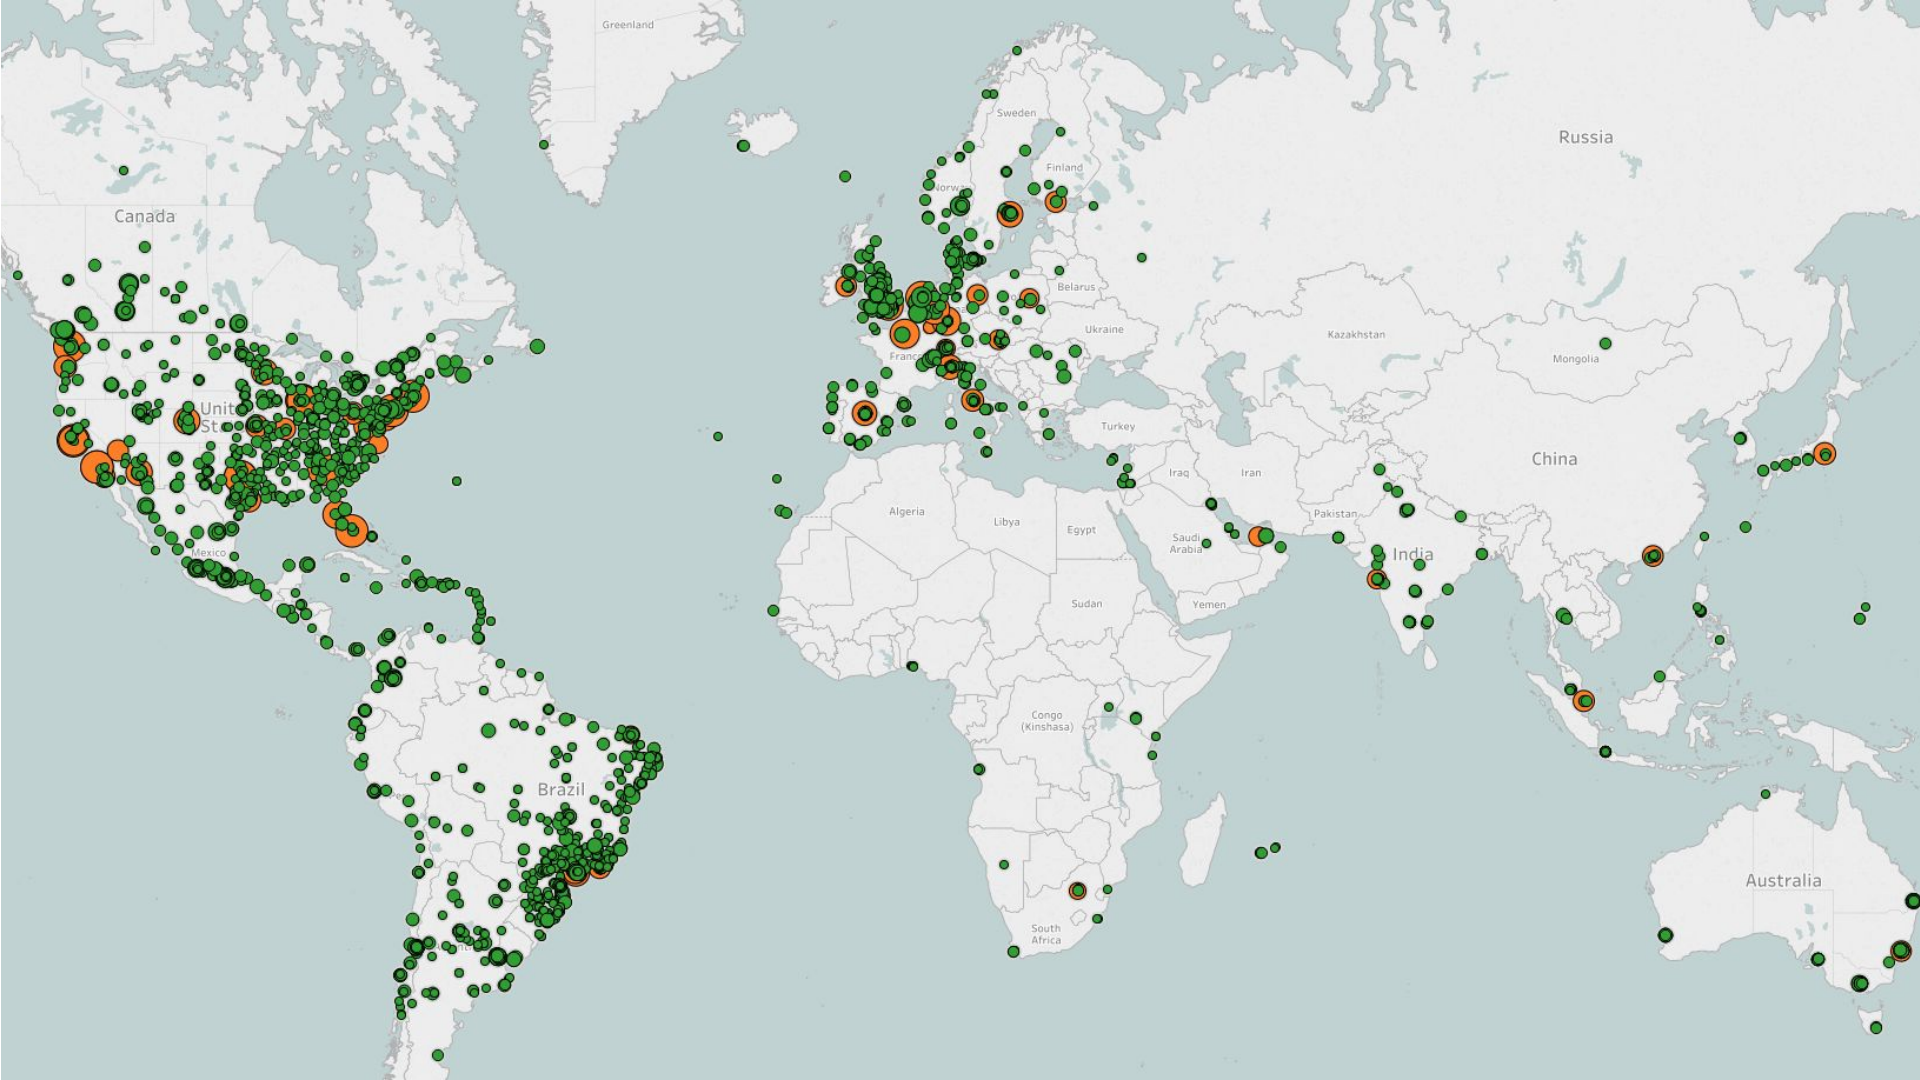 Greenland
Sweden
Russia
Finland
Norwa
Canada
Belarus
Ukraine
Kazakhstan
Mongolia
Franc
Unit
St
Turkey
China
Iraq
Iran
Algeria
Libya
Egypt
Pakistan
Saudi
Arabia
India
Mexico
Sudan
Yemen
Congo
(Kinshasa)
Brazil
Australia
South
Africa